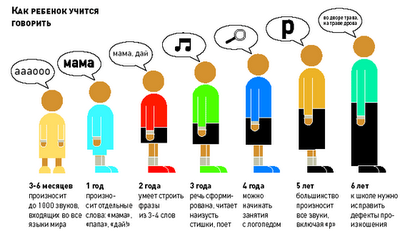 Как ребенок учится
говорить
аааооо
мама
мама, дай
р
во дворе трава,
на траве дрова
3-6 месяцев
произносит
до 1800 звуков,
входящих во все
языки мира
1 год
произно-
сит отдельные
слова: «мама»,
«папа», «дай!»
2 года
умеет строить
фразы
из 3-4 слов
3 года
речь сформи-
рована, читает
наизусть
стишки, поет
4 года
можно
начинать
занятия
с логопедом
5 лет
большинство
произносит
все звуки,
включая «р»
6 лет
к школе нужно
исправить
дефекты про-
изношения